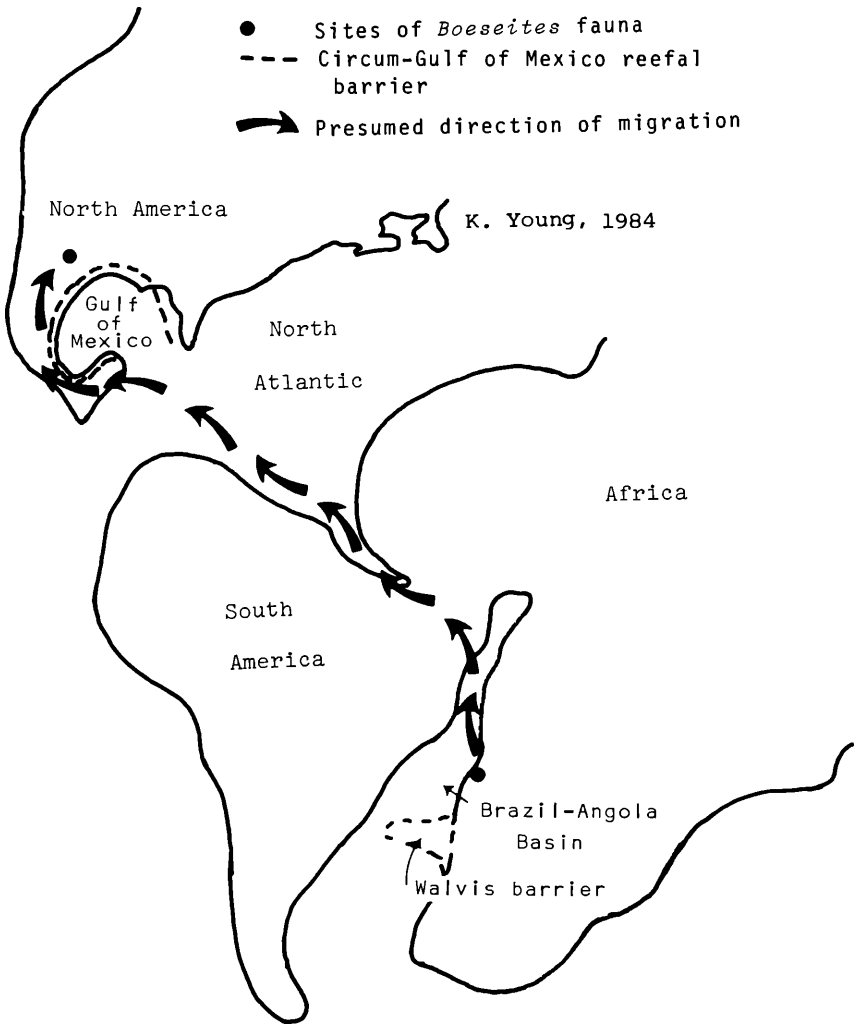 Sites of Boeseites fauna
Circum-Gulf of Mexico reefal
barrier
Presumed direction of migration
North America
K. Young, 1984
Gulf
of
Mexico
North
Atlantic
Africa
South
America
Brazil-Angola
Basin
Walvis barrier